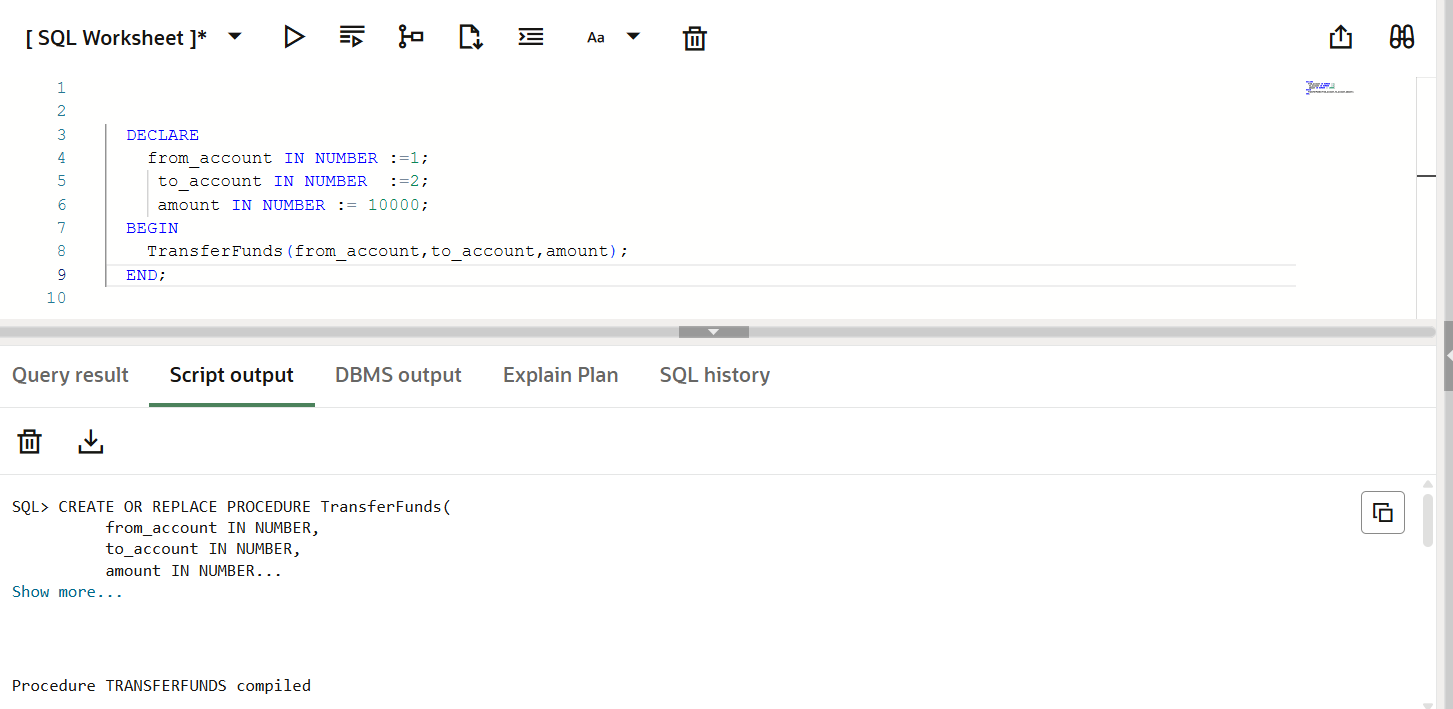 [ SQL Worksheet ]*
Aa
1
2
3 DECLARE
4 from_account IN NUMBER :=1;
5 to_account IN NUMBER  :=2;
6 amount IN NUMBER := 10000;
7 BEGIN
8 TransferFunds(from_account,to_account,amount);
9 END;
10
Query result Script output DBMS output Explain Plan SQL history
SQL> CREATE OR REPLACE PROCEDURE TransferFunds(
from_account IN NUMBER,
to_account IN NUMBER,
amount IN NUMBER...
Show more...
Procedure TRANSFERFUNDS compiled